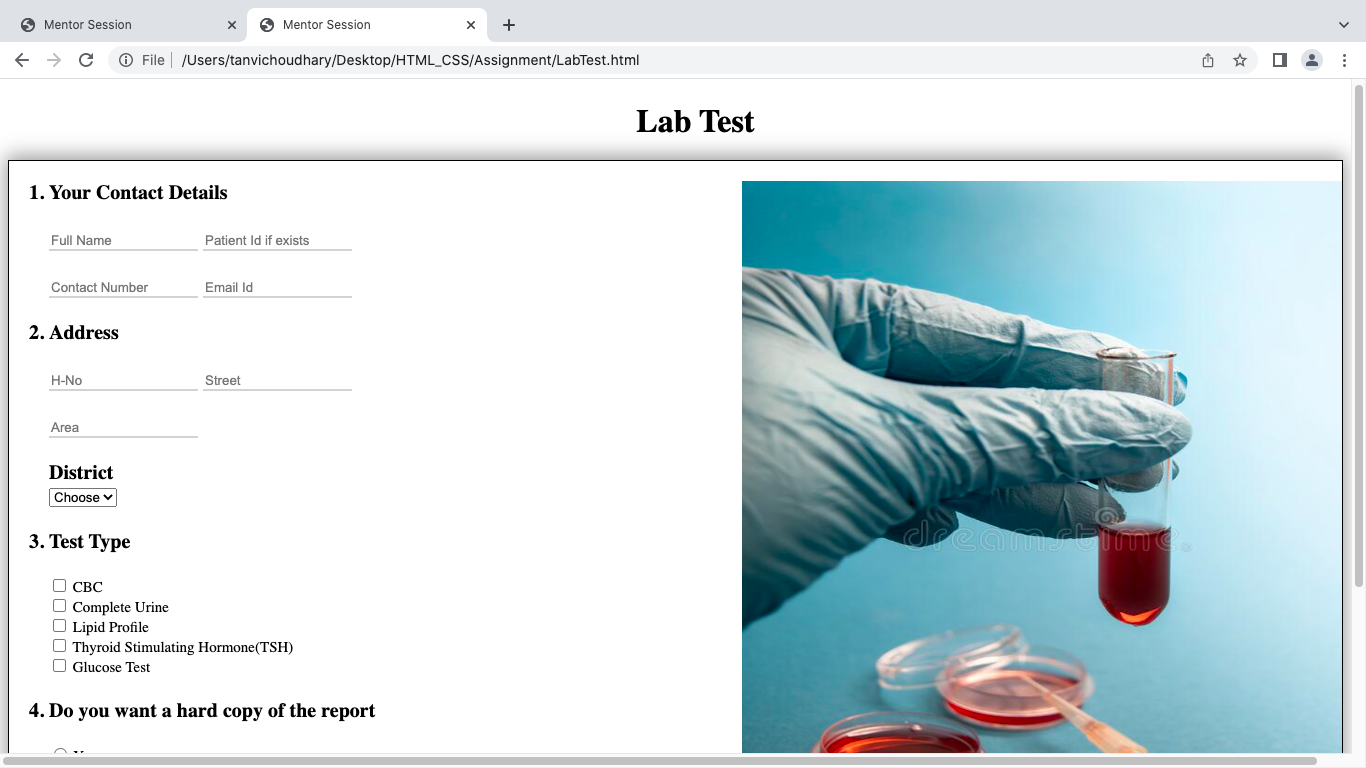 Mentor Session
Mentor Session
File
/Users/tanvichoudhary/Desktop/HTML_CSS/Assignment/LabTest.html
Lab Test
1. Your Contact Details
Full Name Patient Id if exists
Contact Number Email Id
2. Address
H-No Street
Area
District
Choose
3. Test Type
CBC
Complete Urine
Lipid Profile
Thyroid Stimulating Hormone(TSH)
Glucose Test
4. Do you want a hard copy of the report
dreamstime.